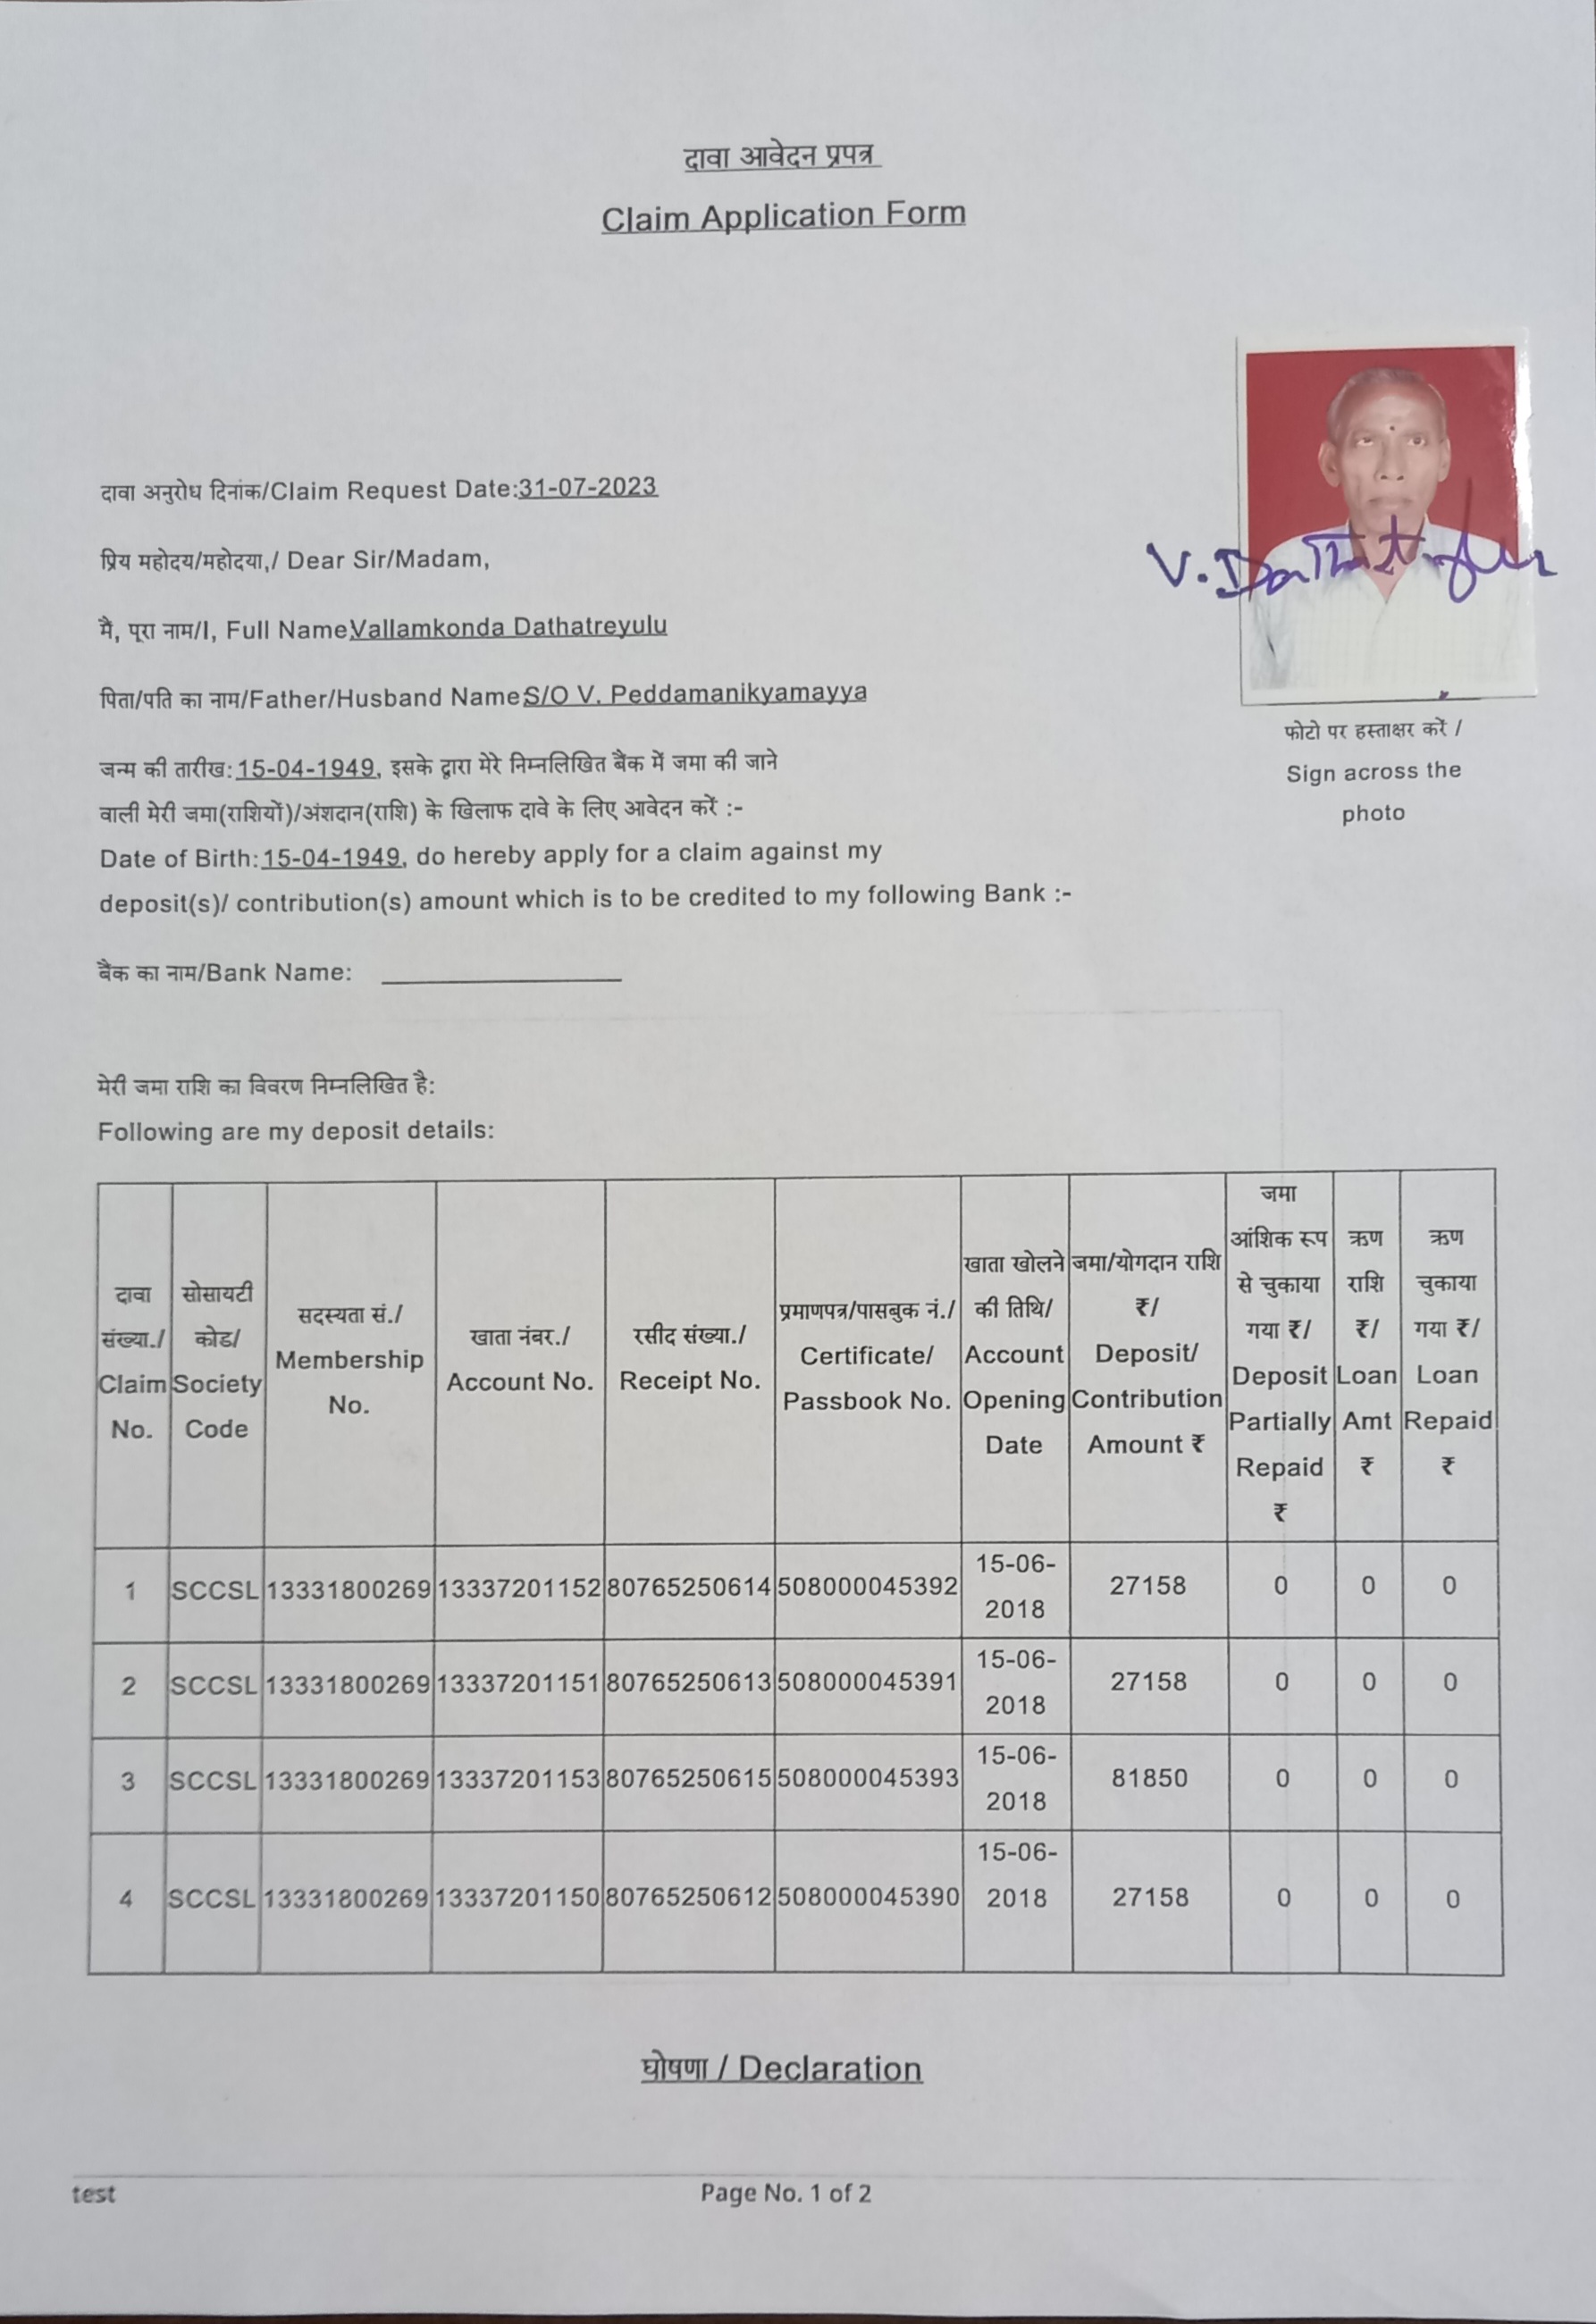 दावा आवेदन प्रपत्र
Claim Application Form
दावा अनुरोध दिनांक/Claim Request Date:31-07-2023
प्रिय महोदय/महोदया,/ Dear Sir/Madam,
मै, पूरा नाम/I, Full Name:Vallamkonda Dathatreyulu
पिता/पति का नाम/Father/Husband Name:S/O V. Peddamanikyamayya
V. Dathatreyulu
फोटो पर हस्ताक्षर करें /
Sign across the
photo
जन्म की तारीख: 15-04-1949, इसके द्वारा मेरे निम्नलिखित बैंक में जमा की जाने
वाली मेरी जमा(राशियों)/अंशदान(राशि) के खिलाफ दावे के लिए आवेदन करें :-
Date of Birth: 15-04-1949, do hereby apply for a claim against my
deposit(s)/ contribution(s) amount which is to be credited to my following Bank :-
बैंक का नाम/Bank Name:
मेरी जमा राशि का विवरण निम्नलिखित है:
Following are my deposit details:
दावा संख्या./ Claim No. सोसायटी कोड/ Society Code सदस्यता सं./ Membership No. खाता नंबर./ Account No. रसीद संख्या./ Receipt No. प्रमाणपत्र/पासबुक नं./ Certificate/ Passbook No. खाता खोलने की तिथि/ Account Opening Date जमा/योगदान राशि ₹/ Deposit/ Contribution Amount ₹ जमा आंशिक रूप से चुकाया गया ₹/ Deposit Partially Repaid ₹ ऋण राशि ₹/ Loan Amt ₹ ऋण चुकाया गया ₹/ Loan Repaid ₹
1 SCCSL 13331800269 13337201152 80765250614 508000045392 15-06-2018 27158 0 0 0
2 SCCSL 13331800269 13337201151 80765250613 508000045391 15-06-2018 27158 0 0 0
3 SCCSL 13331800269 13337201153 80765250615 508000045393 15-06-2018 81850 0 0 0
4 SCCSL 13331800269 13337201150 80765250612 508000045390 15-06-2018 27158 0 0 0
घोषणा / Declaration
test
Page No. 1 of 2